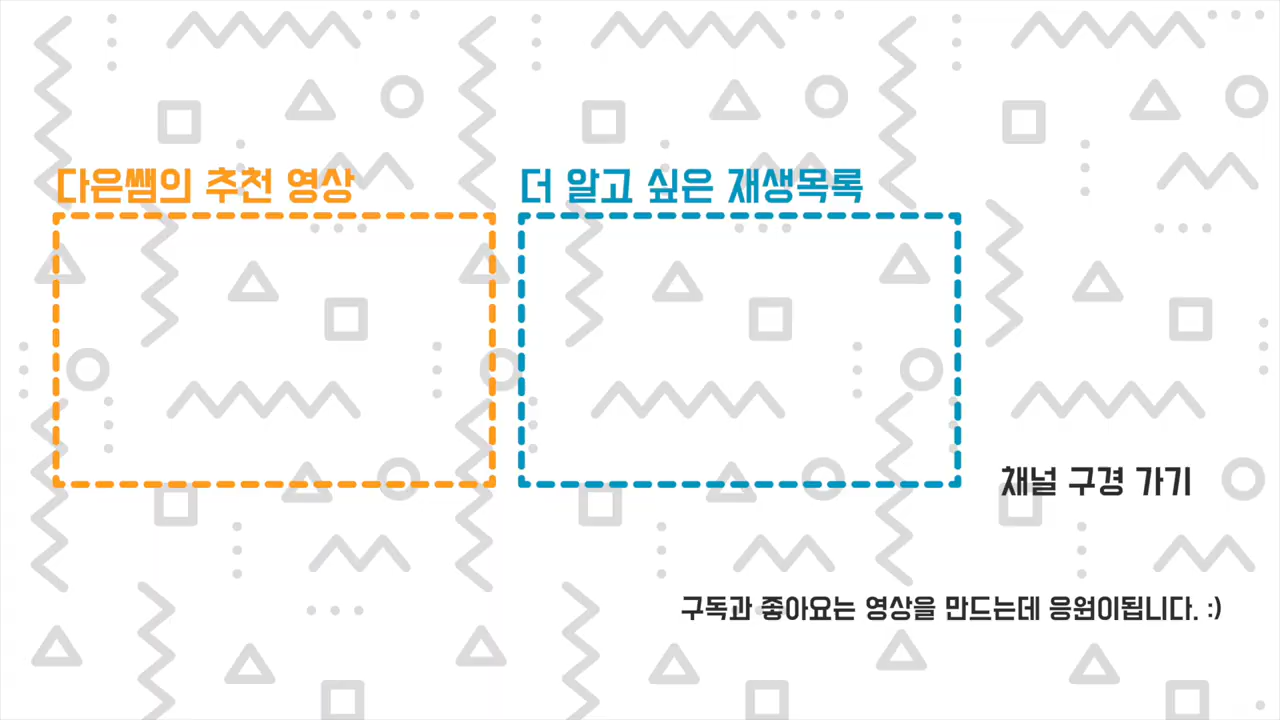 다은쌤의 추천 영상
더 알고 싶은 재생목록
채널 구경 가기
구독과 좋아요는 영상을 만드는데 응원이됩니다. :)